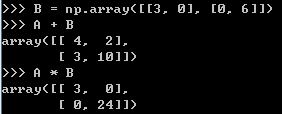 >>> B = np.array([[3, 0], [0, 6]])
>>> A + B
array([[ 4,  2],
       [ 3, 10]])
>>> A * B
array([[ 3,  0],
       [ 0, 24]])